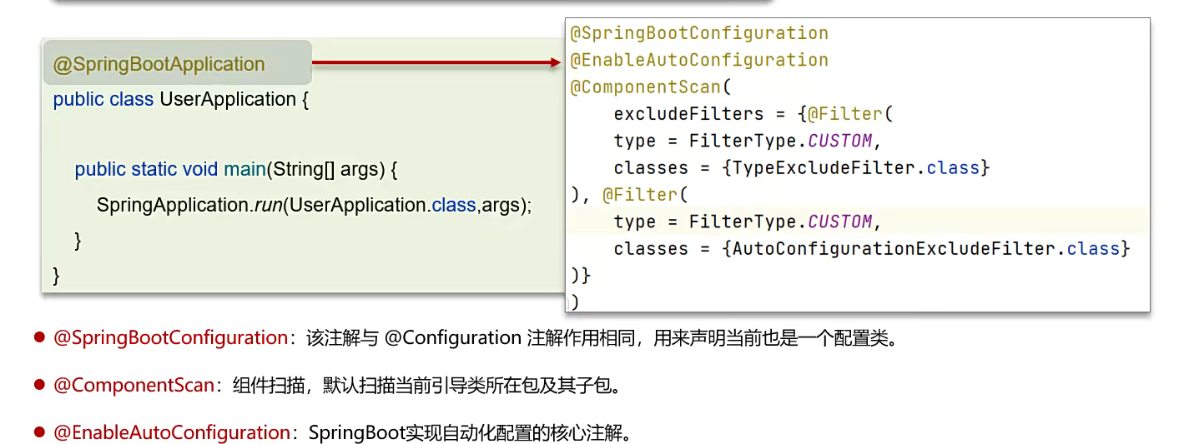 @SpringBootApplication
public class UserApplication {
public static void main(String[] args) {
SpringApplication.run(UserApplication.class,args);
}
}
@SpringBootConfiguration
@EnableAutoConfiguration
@ComponentScan(
excludeFilters = {@Filter(
type = FilterType.CUSTOM,
classes = {TypeExcludeFilter.class}
), @Filter(
type = FilterType.CUSTOM,
classes = {AutoConfigurationExcludeFilter.class}
)}
)
● @SpringBootConfiguration：该注解与 @Configuration 注解作用相同，用来声明当前也是一个配置类。
● @ComponentScan：组件扫描，默认扫描当前引导类所在包及其子包。
● @EnableAutoConfiguration：SpringBoot实现自动化配置的核心注解。